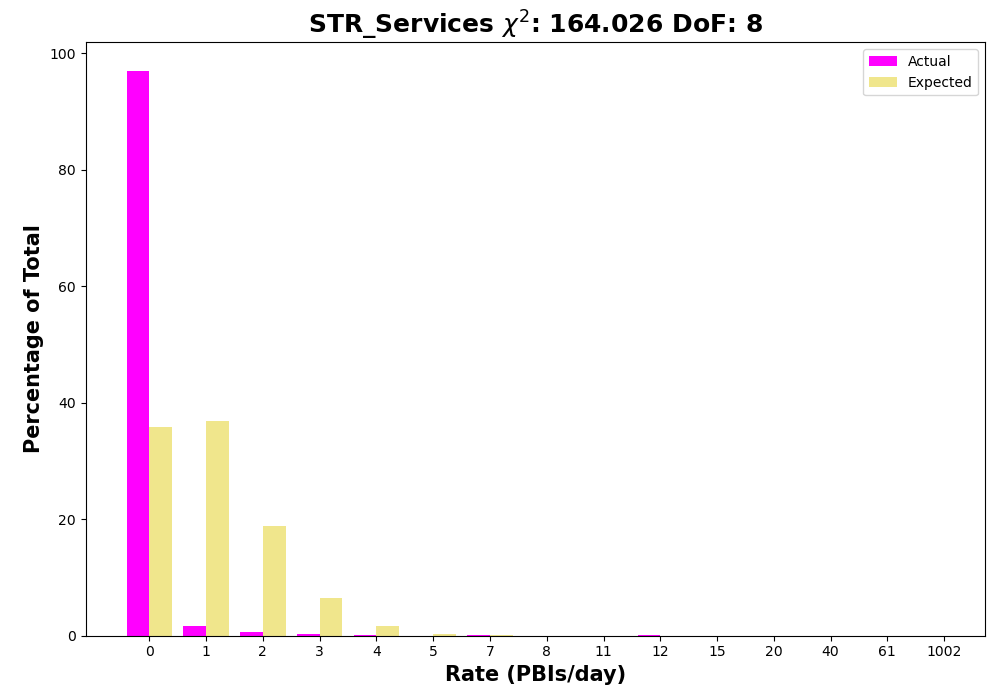 STR_Services χ²: 164.026 DoF: 8
Actual
Expected
Percentage of Total
100
80
60
40
20
0
0 1 2 3 4 5 7 8 11 12 15 20 40 61 1002
Rate (PBIs/day)